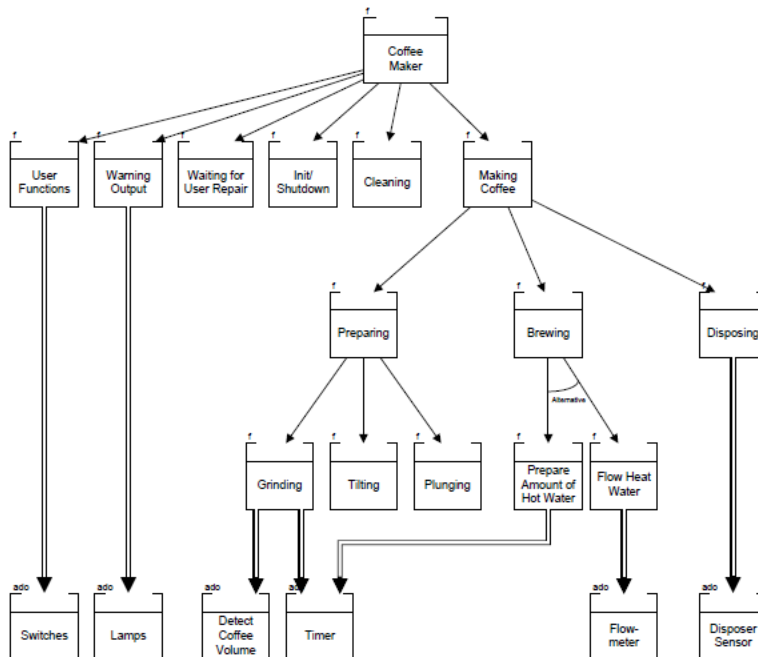 f
Coffee
Maker
f
f
f
f
f
f
User
Functions
Warning
Output
Waiting for
User Repair
Init/
Shutdown
Cleaning
Making
Coffee
f
f
f
Preparing
Brewing
Disposing
Alternative
f
f
f
f
f
Grinding
Tilting
Plunging
Prepare
Amount of
Hot Water
Flow Heat
Water
ado
ado
ado
ado
ado
ado
Switches
Lamps
Detect
Coffee
Volume
Timer
Flow-
meter
Disposer
Sensor